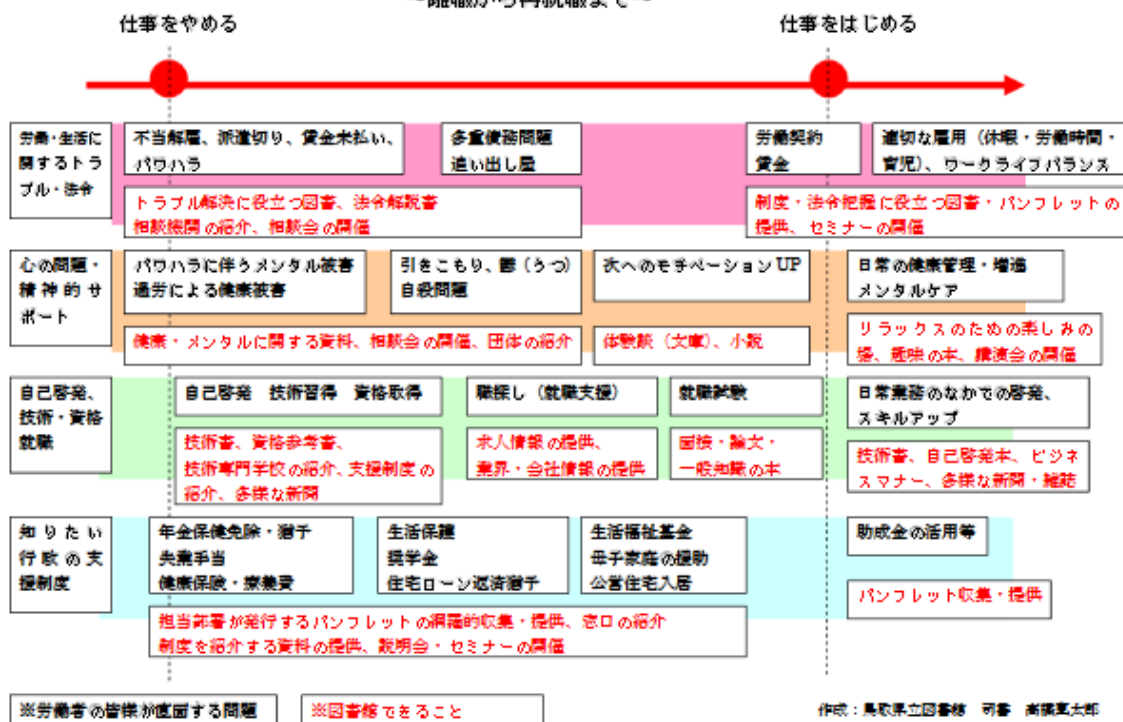 ～離職から再就職まで～
仕事をやめる
仕事をはじめる
労働・生活に
関するトラ
ブル・法令
不当解雇、派遣切り、賃金未払い、
パワハラ
多重債務問題
追い出し屋
労働契約
賃金
適切な雇用（休暇・労働時間・
育児）、ワークライフバランス
トラブル解決に役立つ図書、法令解説書
相談機関の紹介、相談会の開催
制度・法令把握に役立つ図書・パンフレットの
提供、セミナーの開催
心の問題・
精神的サ
ポート
パワハラに伴うメンタル被害
過労による健康被害
引きこもり、鬱（うつ）
自殺問題
次へのモチベーションUP
日常の健康管理・増進
メンタルケア
健康・メンタルに関する資料、相談会の開催、団体の紹介
体験談（文庫）、小説
リラックスのための楽しみの
場、趣味の本、講演会の開催
自己啓発、
技術・資格
就職
自己啓発 技術習得 資格取得
職探し（就職支援）
就職試験
日常業務のなかでの啓発、
スキルアップ
技術書、資格参考書、
技術専門学校の紹介、支援制度の
紹介、多様な新聞
求人情報の提供、
業界・会社情報の提供
面接・論文・
一般知識の本
技術書、自己啓発本、ビジネ
スマナー、多様な新聞・雑誌
知りたい
行政の支
援制度
年金保健免除・猶予
失業手当
健康保険・療養費
生活保護
奨学金
住宅ローン返済猶予
生活福祉基金
母子家庭の援助
公営住宅入居
助成金の活用等
担当部署が発行するパンフレットの網羅的収集・提供、窓口の紹介
制度を紹介する資料の提供、説明会・セミナーの開催
パンフレット収集・提供
※労働者の皆様が直面する問題
※図書館できること
作成：鳥取県立図書館 司書 高橋真太郎